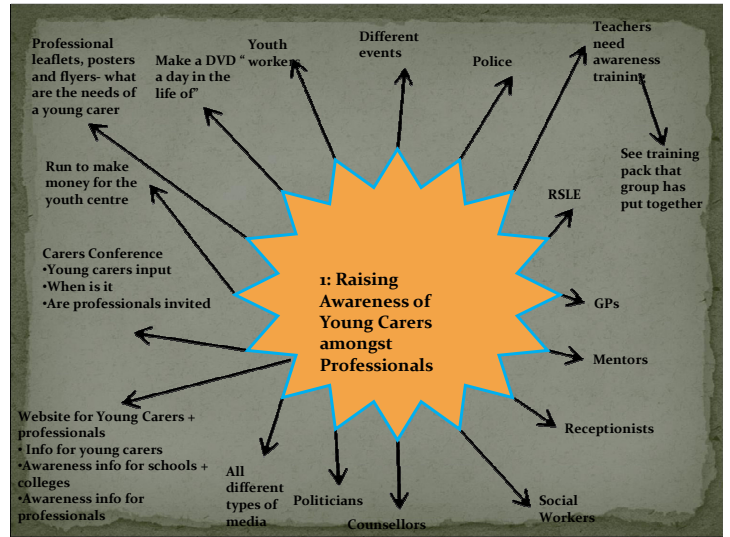 Professional
leaflets, posters
and flyers- what
are the needs of
a young carer
Make a DVD “
a day in the
life of”
Youth
workers
Different
events
Police
Teachers
need
awareness
training
See training
pack that
group has
put together
Run to make
money for the
youth centre
RSLE
Carers Conference
•Young carers input
•When is it
•Are professionals invited
1: Raising
Awareness of
Young Carers
amongst
Professionals
GPs
Mentors
Receptionists
Website for Young Carers +
professionals
• Info for young carers
•Awareness info for schools +
colleges
•Awareness info for
professionals
All
different
types of
media
Politicians
Counsellors
Social
Workers